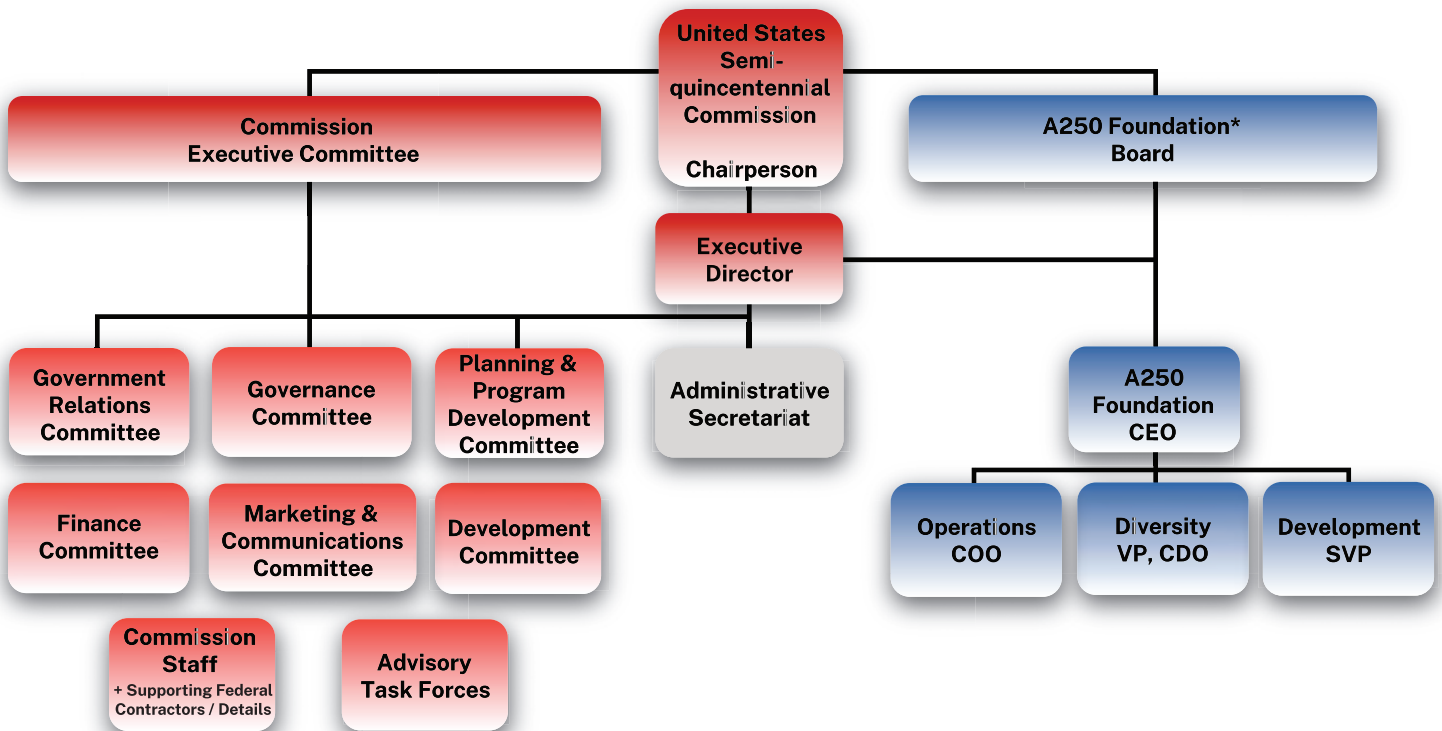 United States
Semi-
quincentennial
Commission
Chairperson
Commission
Executive Committee
A250 Foundation*
Board
Executive
Director
Government
Relations
Committee
Governance
Committee
Planning &
Program
Development
Committee
Administrative
Secretariat
A250
Foundation
CEO
Finance
Committee
Marketing &
Communications
Committee
Development
Committee
Operations
COO
Diversity
VP, CDO
Development
SVP
Commission
Staff
+ Supporting Federal
Contractors / Details
Advisory
Task Forces